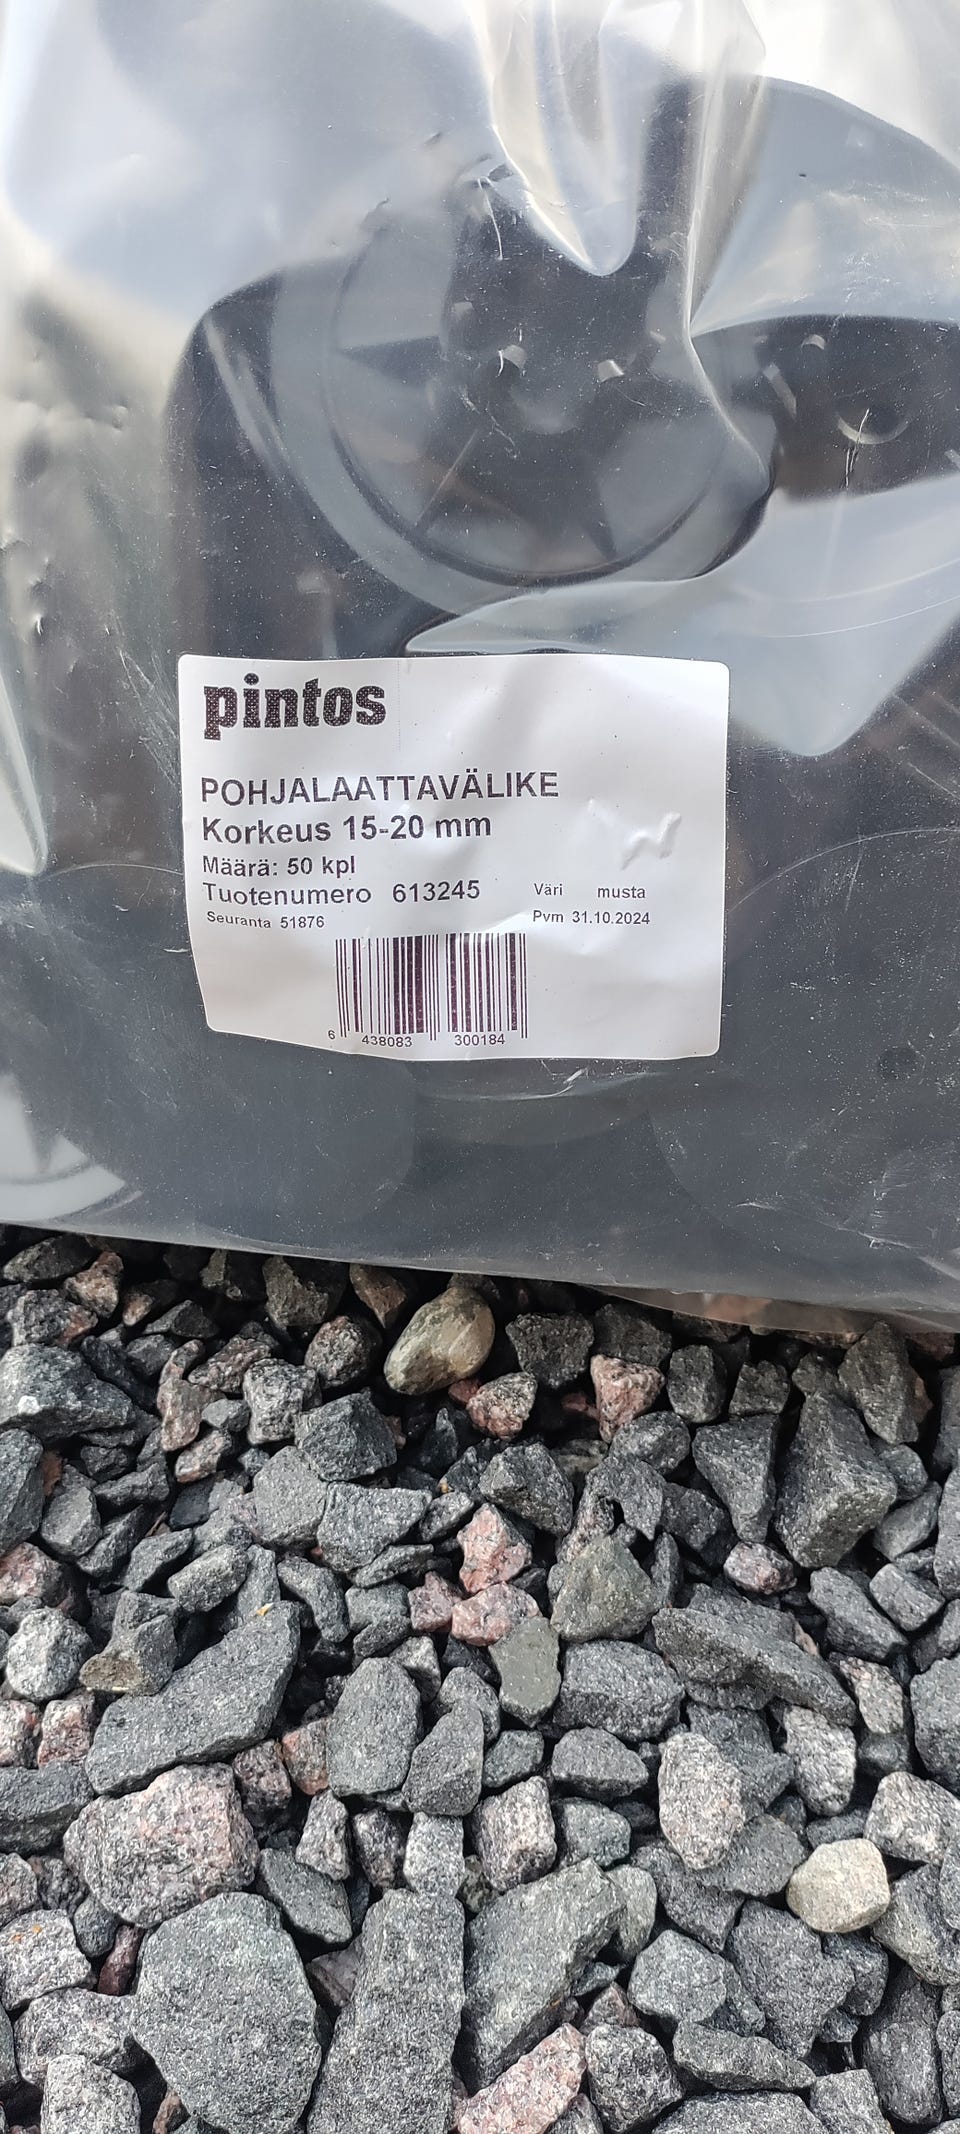 pintos
POHJALAATTAVÄLIKE
Korkeus 15-20 mm
Määrä: 50 kpl
Tuotenumero 613245 Väri musta
Seuranta 51876 Pvm 31.10.2024
6 438083 300184